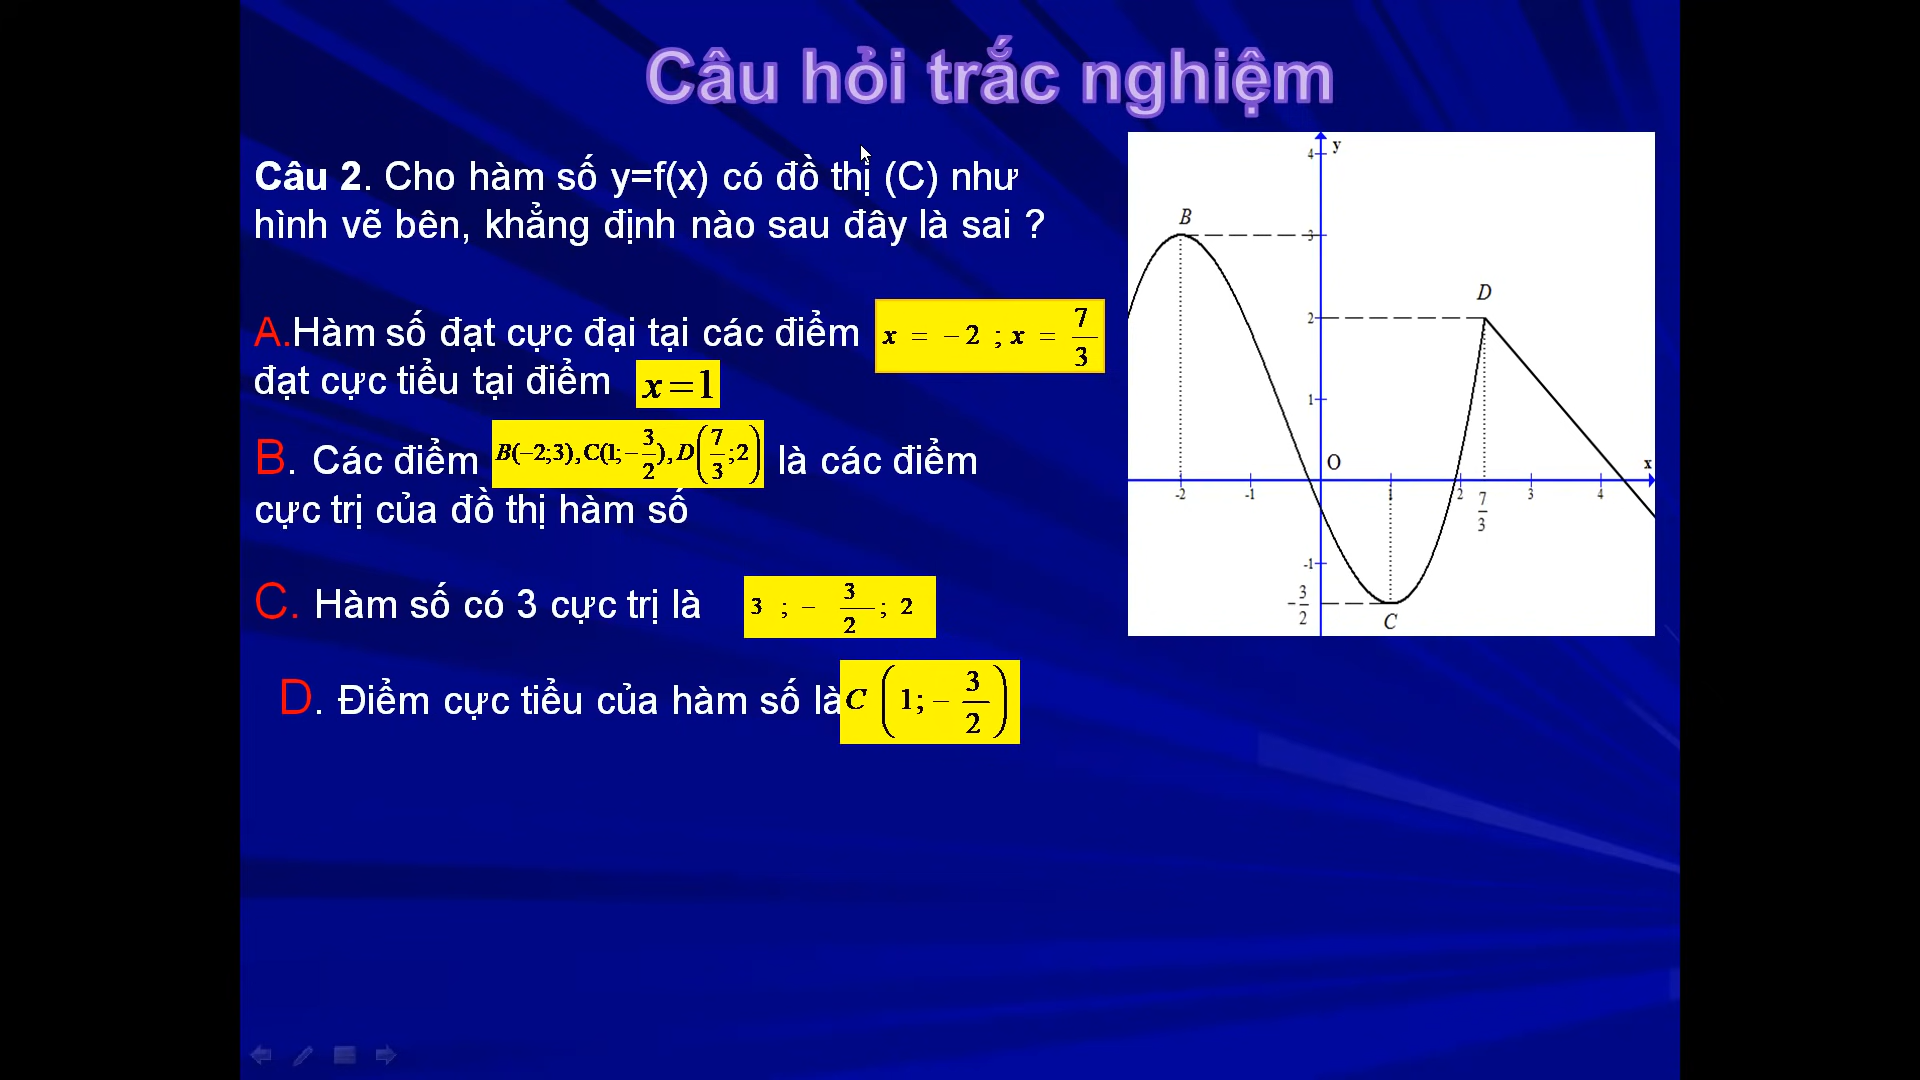 Câu hỏi trắc nghiệm
Câu 2. Cho hàm số y=f(x) có đồ thị (C) như
hình vẽ bên, khẳng định nào sau đây là sai ?
A.Hàm số đạt cực đại tại các điểm x = −2 ; x = 7/3
đạt cực tiểu tại điểm x=1
B. Các điểm B(−2;3),C(1;−3/2),D(7/3;2) là các điểm
cực trị của đồ thị hàm số
C. Hàm số có 3 cực trị là 3 ; − 3/2 ; 2
D. Điểm cực tiểu của hàm số là C(1;−3/2)
4 y
B
3
D
2
1
O x
-2 -1 1 2 7/3 3 4
-1
-3/2
C